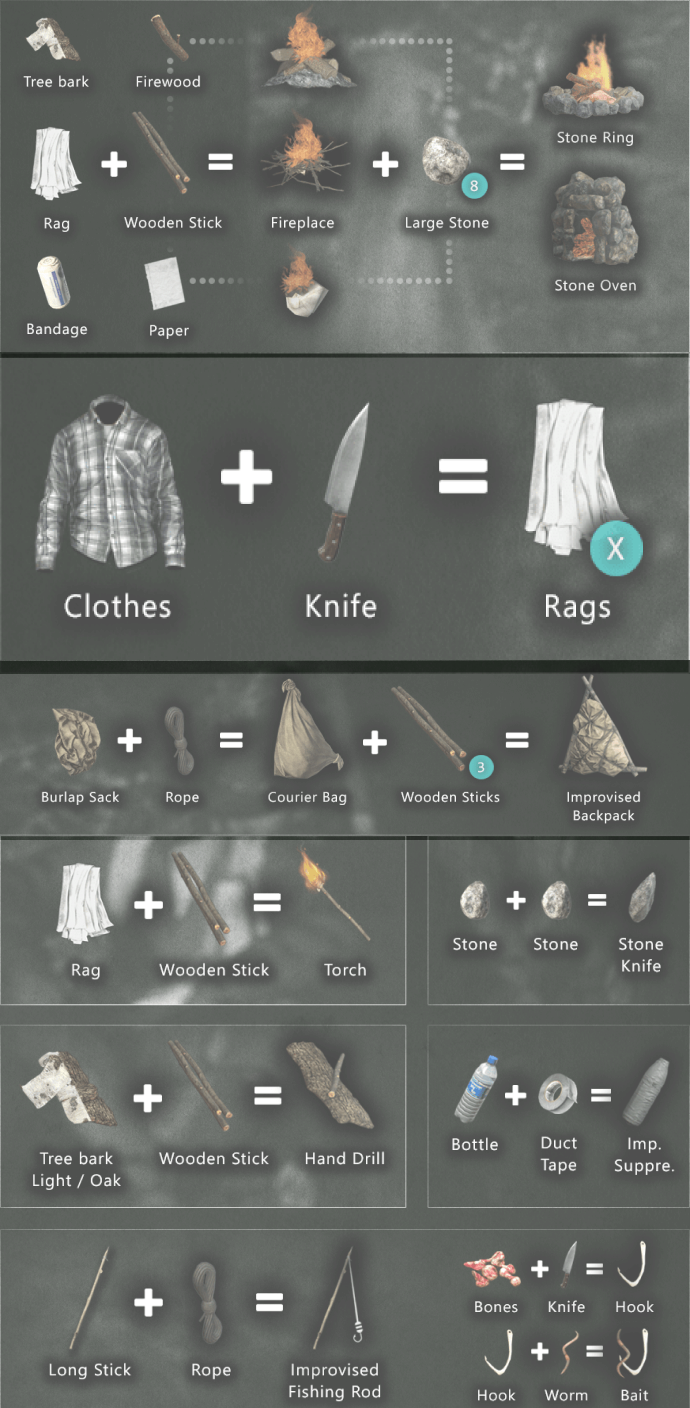 Tree bark
Firewood
Stone Ring
Rag
Wooden Stick
Fireplace
8
Large Stone
Stone Oven
Bandage
Paper
Clothes
Knife
X
Rags
Burlap Sack
Rope
Courier Bag
3
Wooden Sticks
Improvised
Backpack
Rag
Wooden Stick
Torch
Stone
Stone
Stone
Knife
Tree bark
Light / Oak
Wooden Stick
Hand Drill
Bottle
Duct
Tape
Imp.
Suppre.
Long Stick
Rope
Improvised
Fishing Rod
Bones
Knife
Hook
Hook
Worm
Bait